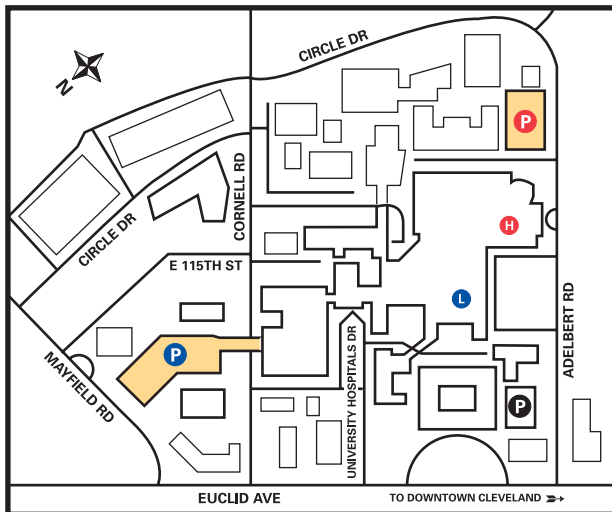 CIRCLE DR
N
P
CORNELL RD
H
CIRCLE DR
E 115TH ST
L
ADELBERT RD
UNIVERSITY HOSPITALS DR
P
MAYFIELD RD
P
EUCLID AVE
TO DOWNTOWN CLEVELAND